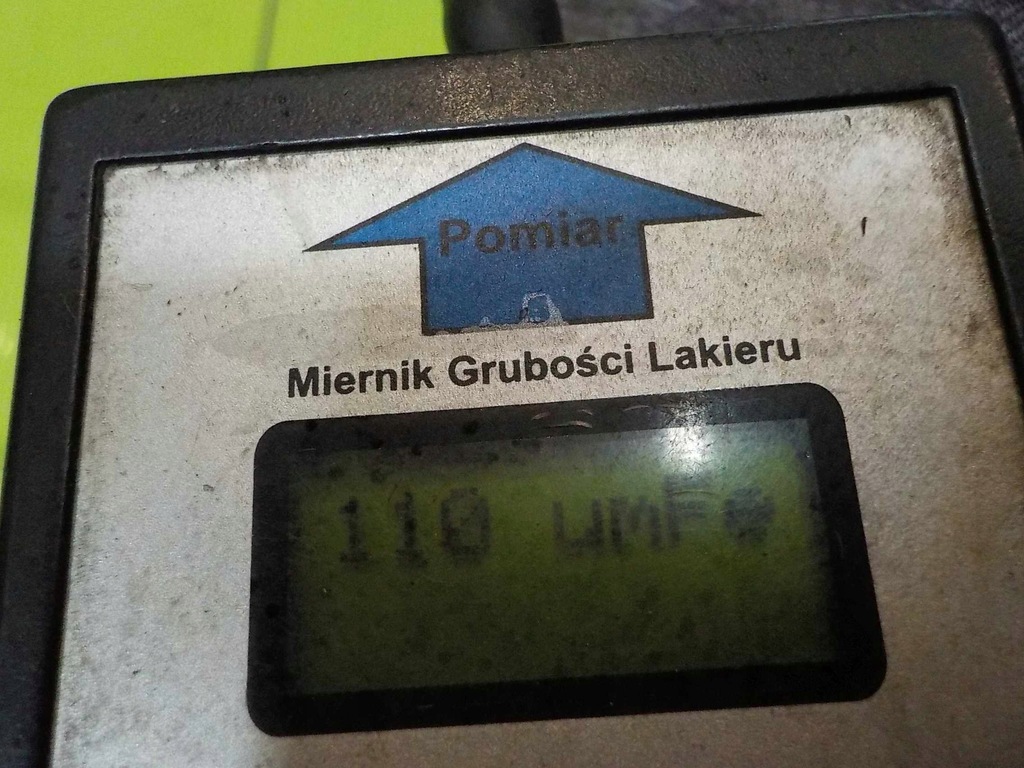 Pomiar
Miernik Grubości Lakieru
110 umFe